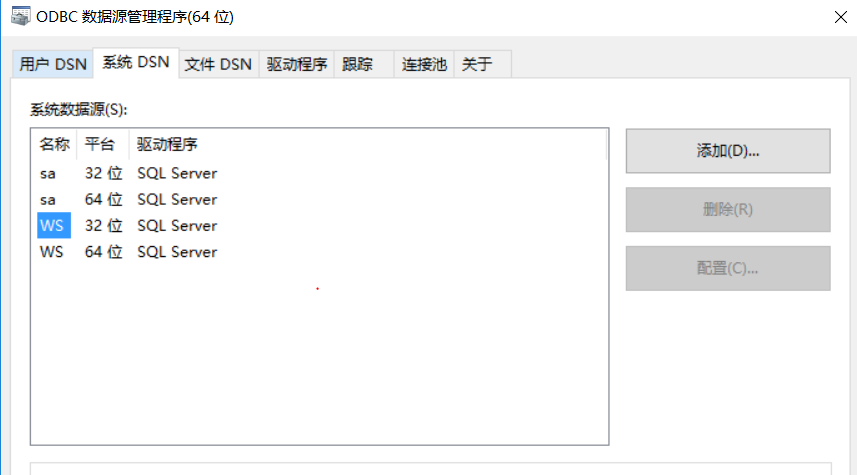 ODBC 数据源管理程序(64 位)
用户 DSN 系统 DSN 文件 DSN 驱动程序 跟踪 连接池 关于
系统数据源(S):
名称 平台 驱动程序
sa 32 位 SQL Server
sa 64 位 SQL Server
WS 32 位 SQL Server
WS 64 位 SQL Server
添加(D)...
删除(R)
配置(C)...